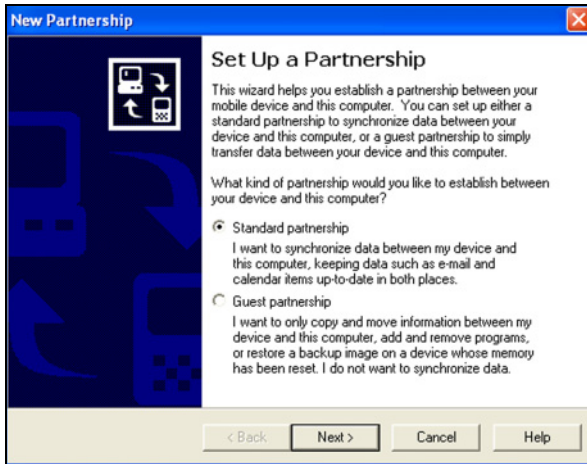 New Partnership
Set Up a Partnership
This wizard helps you establish a partnership between your
mobile device and this computer. You can set up either a
standard partnership to synchronize data between your
device and this computer, or a guest partnership to simply
transfer data between your device and this computer.
What kind of partnership would you like to establish between
your device and this computer?
Standard partnership
I want to synchronize data between my device and
this computer, keeping data such as e-mail and
calendar items up-to-date in both places.
Guest partnership
I want to only copy and move information between my
device and this computer, add and remove programs,
or restore a backup image on a device whose memory
has been reset. I do not want to synchronize data.
< Back Next > Cancel Help